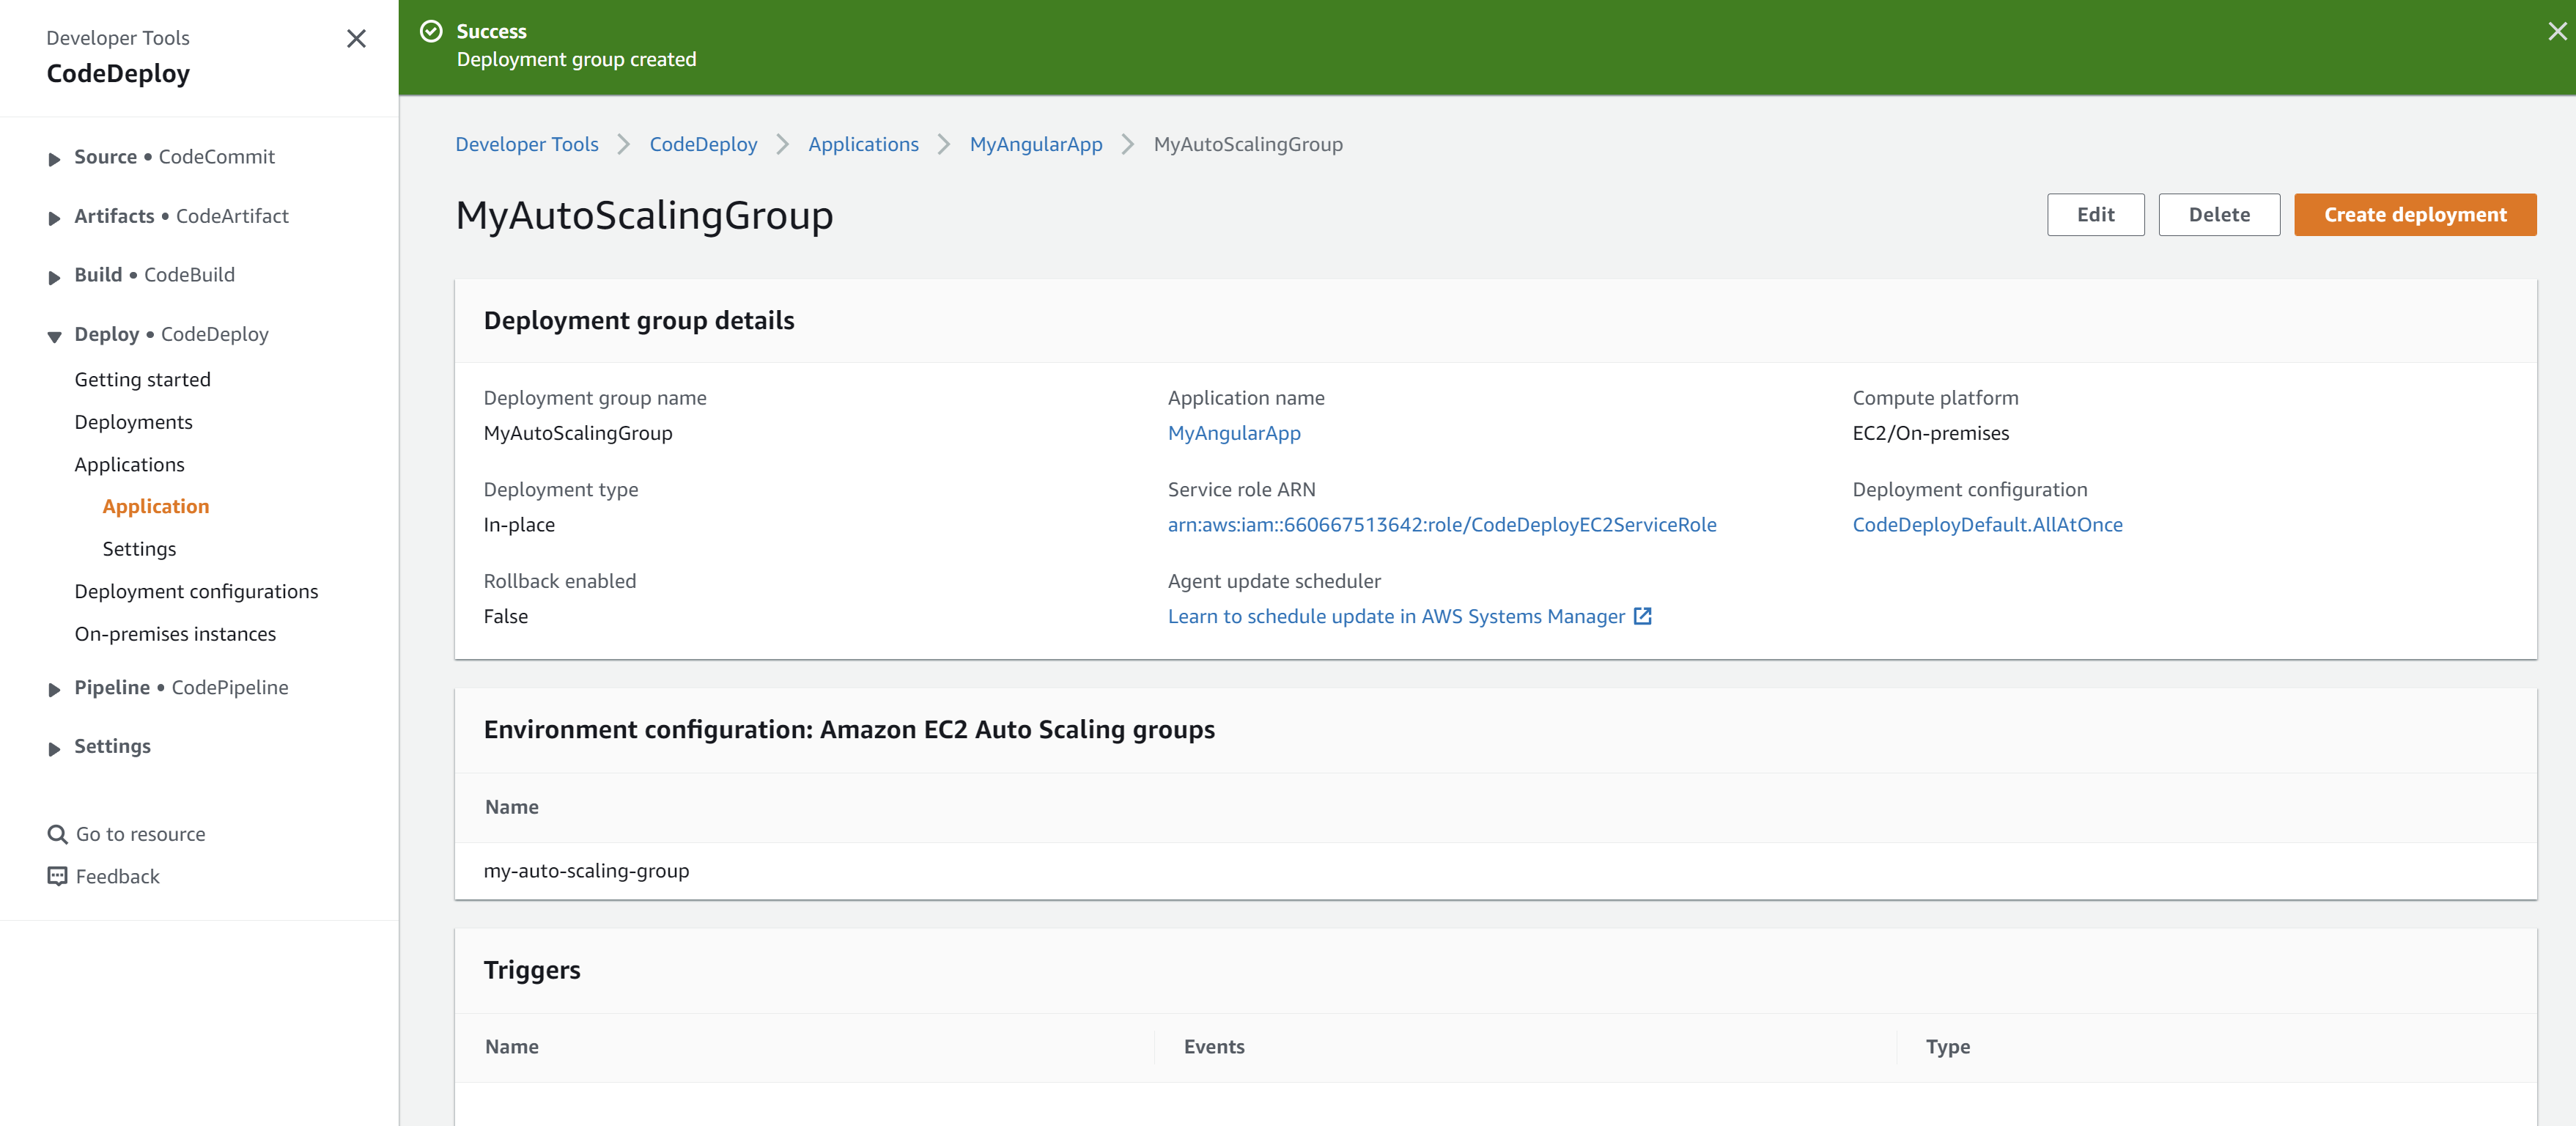 Developer Tools
CodeDeploy
Source • CodeCommit
Artifacts • CodeArtifact
Build • CodeBuild
Deploy • CodeDeploy
Getting started
Deployments
Applications
Application
Settings
Deployment configurations
On-premises instances
Pipeline • CodePipeline
Settings
Go to resource
Feedback
Success
Deployment group created
Developer Tools > CodeDeploy > Applications > MyAngularApp > MyAutoScalingGroup
MyAutoScalingGroup
Edit
Delete
Create deployment
Deployment group details
Deployment group name
MyAutoScalingGroup
Application name
MyAngularApp
Compute platform
EC2/On-premises
Deployment type
In-place
Service role ARN
arn:aws:iam::660667513642:role/CodeDeployEC2ServiceRole
Deployment configuration
CodeDeployDefault.AllAtOnce
Rollback enabled
False
Agent update scheduler
Learn to schedule update in AWS Systems Manager
Environment configuration: Amazon EC2 Auto Scaling groups
Name
my-auto-scaling-group
Triggers
Name
Events
Type